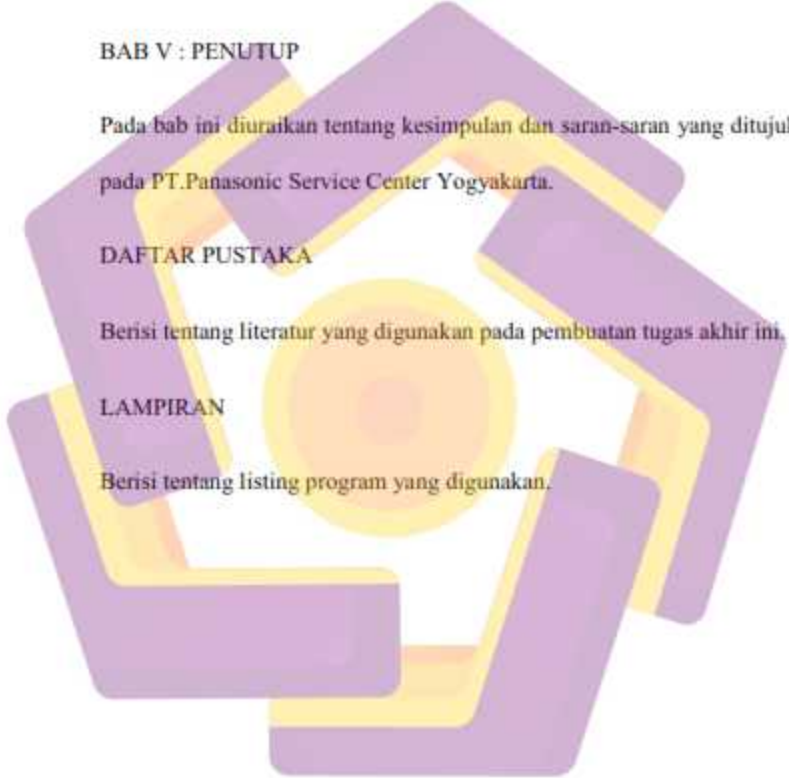 BAB V : PENUTUP
Pada bab ini diuraikan tentang kesimpulan dan saran-saran yang
pada PT.Panasonic Service Center Yogyakarta.
DAFTAR PUSTAKA
Berisi tentang literatur yang digunakan pada pembuatan tugas akhir ini.
LAMPIRAN
Berisi tentang listing program yang digunakan.